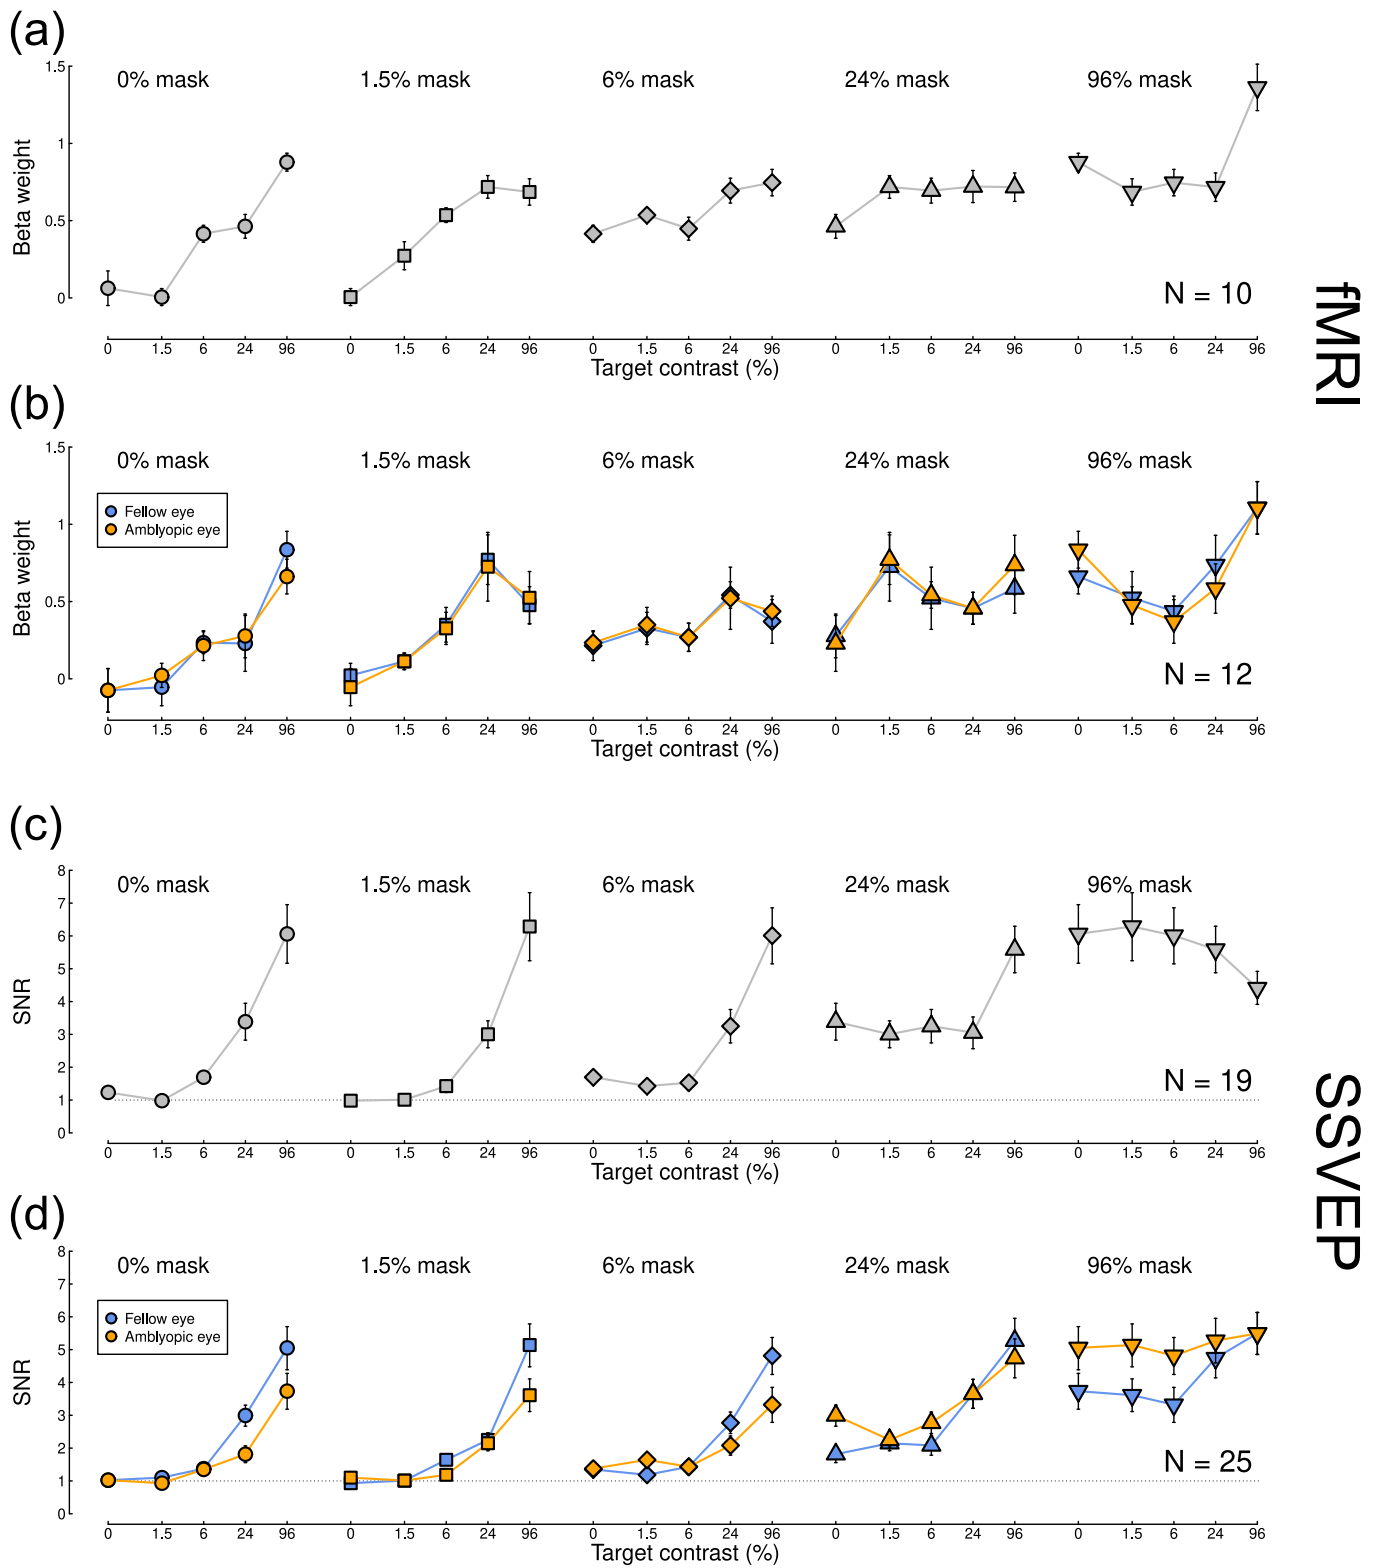 (a)
0% mask 1.5% mask 6% mask 24% mask 96% mask
1.5
1
0.5
0
Beta weight
N = 10
0 1.5 6 24 96 0 1.5 6 24 96 0 1.5 6 24 96 0 1.5 6 24 96 0 1.5 6 24 96
Target contrast (%)
fMRI
(b)
0% mask 1.5% mask 6% mask 24% mask 96% mask
1.5
1
0.5
0
Beta weight
Fellow eye
Amblyopic eye
N = 12
0 1.5 6 24 96 0 1.5 6 24 96 0 1.5 6 24 96 0 1.5 6 24 96 0 1.5 6 24 96
Target contrast (%)
(c)
0% mask 1.5% mask 6% mask 24% mask 96% mask
8
7
6
5
4
3
2
1
0
SNR
N = 19
0 1.5 6 24 96 0 1.5 6 24 96 0 1.5 6 24 96 0 1.5 6 24 96 0 1.5 6 24 96
Target contrast (%)
SSVEP
(d)
0% mask 1.5% mask 6% mask 24% mask 96% mask
8
7
6
5
4
3
2
1
0
SNR
Fellow eye
Amblyopic eye
N = 25
0 1.5 6 24 96 0 1.5 6 24 96 0 1.5 6 24 96 0 1.5 6 24 96 0 1.5 6 24 96
Target contrast (%)